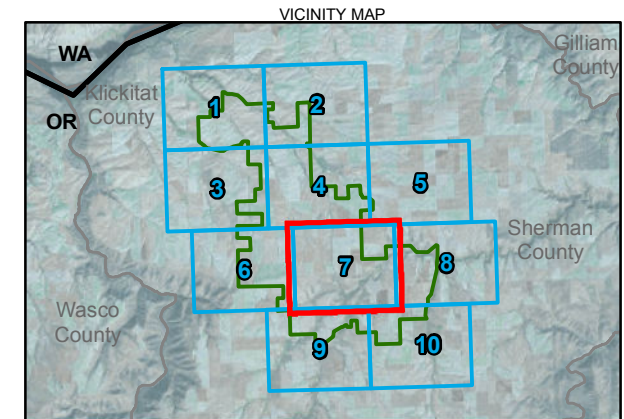 VICINITY MAP
WA
Gilliam
County
Klickitat
County
OR
1
2
3
4
5
Sherman
County
6
7
8
Wasco
County
9
10